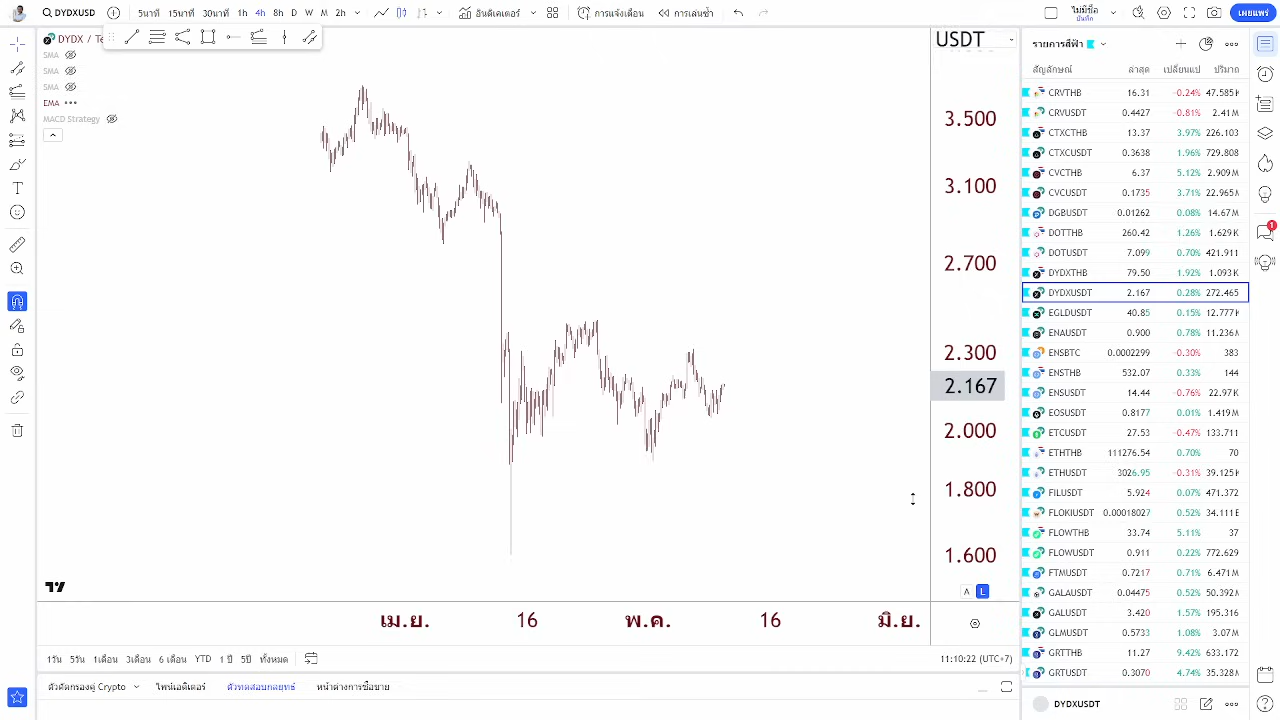 DYDXUSD 5นาที 15นาที 30นาที 1h 4h 8h D W M 2h อินดิเคเตอร์ การแจ้งเตือน การเล่นซ้ำ ไม่มีชื่อ บันทึก เผยแพร่
DYDX / Te
SMA
SMA
SMA
EMA
MACD Strategy
USDT
3.500
3.100
2.700
2.300
2.167
2.000
1.800
1.600
A L
เม.ย. 16 พ.ค. 16 มิ.ย.
1วัน 5วัน 1เดือน 3เดือน 6 เดือน YTD 1 ปี 5ปี ทั้งหมด 11:10:22 (UTC+7)
ตัวคัดกรองคู่ Crypto ไพน์เอดิเตอร์ ตัวทดสอบกลยุทธ์ หน้าต่างการซื้อขาย
รายการสีฟ้า
สัญลักษณ์ ล่าสุด เปลี่ยนแป ปริมาถ
CRVTHB 16.31 -0.24% 47.585K
CRVUSDT 0.4427 -0.81% 2.41M
CTXCTHB 13.37 3.97% 226.103
CTXCUSDT 0.3638 1.96% 729.808
CVCTHB 6.37 5.12% 2.909M
CVCUSDT 0.1735 3.71% 22.965M
DGBUSDT 0.01262 0.08% 14.67M
DOTTHB 260.42 1.26% 1.629K
DOTUSDT 7.099 0.70% 421.911
DYDXTHB 79.50 1.92% 1.093K
DYDXUSDT 2.167 0.28% 272.465
EGLDUSDT 40.85 0.15% 12.777K
ENAUSDT 0.900 0.78% 11.236M
ENSBTC 0.0002299 -0.30% 383
ENSTHB 532.07 0.33% 144
ENSUSDT 14.44 -0.76% 22.97K
EOSUSDT 0.8177 0.01% 1.419M
ETCUSDT 27.53 -0.47% 133.711
ETHTHB 111276.54 0.70% 70
ETHUSDT 3026.95 -0.31% 39.125K
FILUSDT 5.924 0.07% 471.372
FLOKIUSDT 0.00018027 0.52% 34.111E
FLOWTHB 33.74 5.11% 37
FLOWUSDT 0.911 0.22% 772.629
FTMUSDT 0.7217 0.71% 6.471M
GALAUSDT 0.04475 0.52% 50.392M
GALUSDT 3.420 1.57% 195.316
GLMUSDT 0.5733 1.08% 3.07M
GRTTHB 11.27 9.42% 633.172
GRTUSDT 0.3070 4.74% 35.328M
DYDXUSDT
1